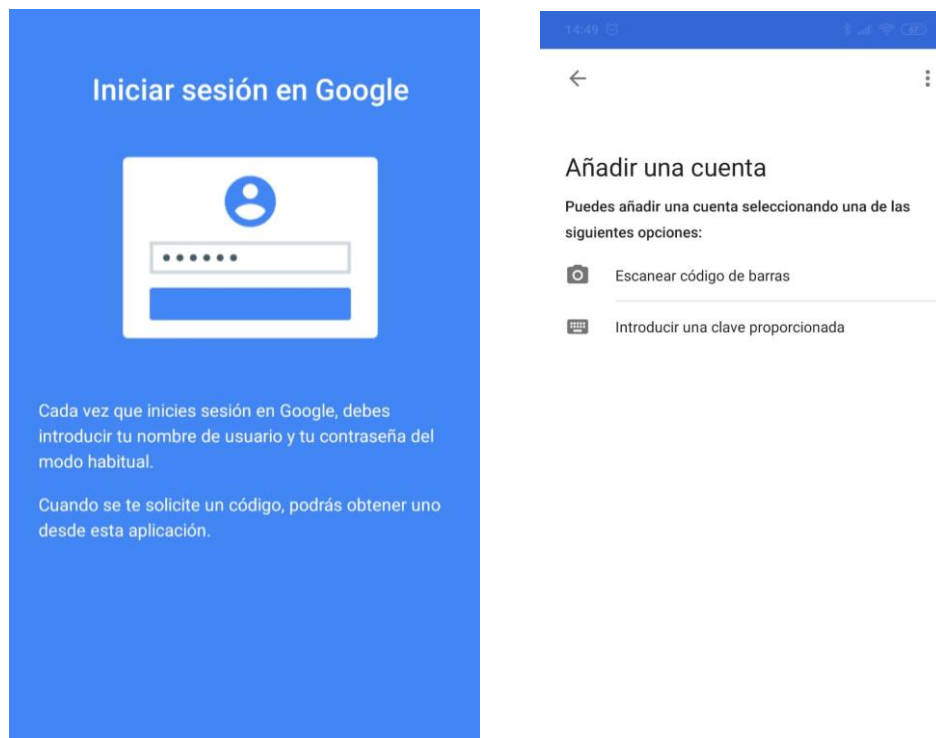 Iniciar sesión en Google
Cada vez que inicies sesión en Google, debes
introducir tu nombre de usuario y tu contraseña del
modo habitual.
Cuando se te solicite un código, podrás obtener uno
desde esta aplicación.
14:49
67
Añadir una cuenta
Puedes añadir una cuenta seleccionando una de las
siguientes opciones:
Escanear código de barras
Introducir una clave proporcionada